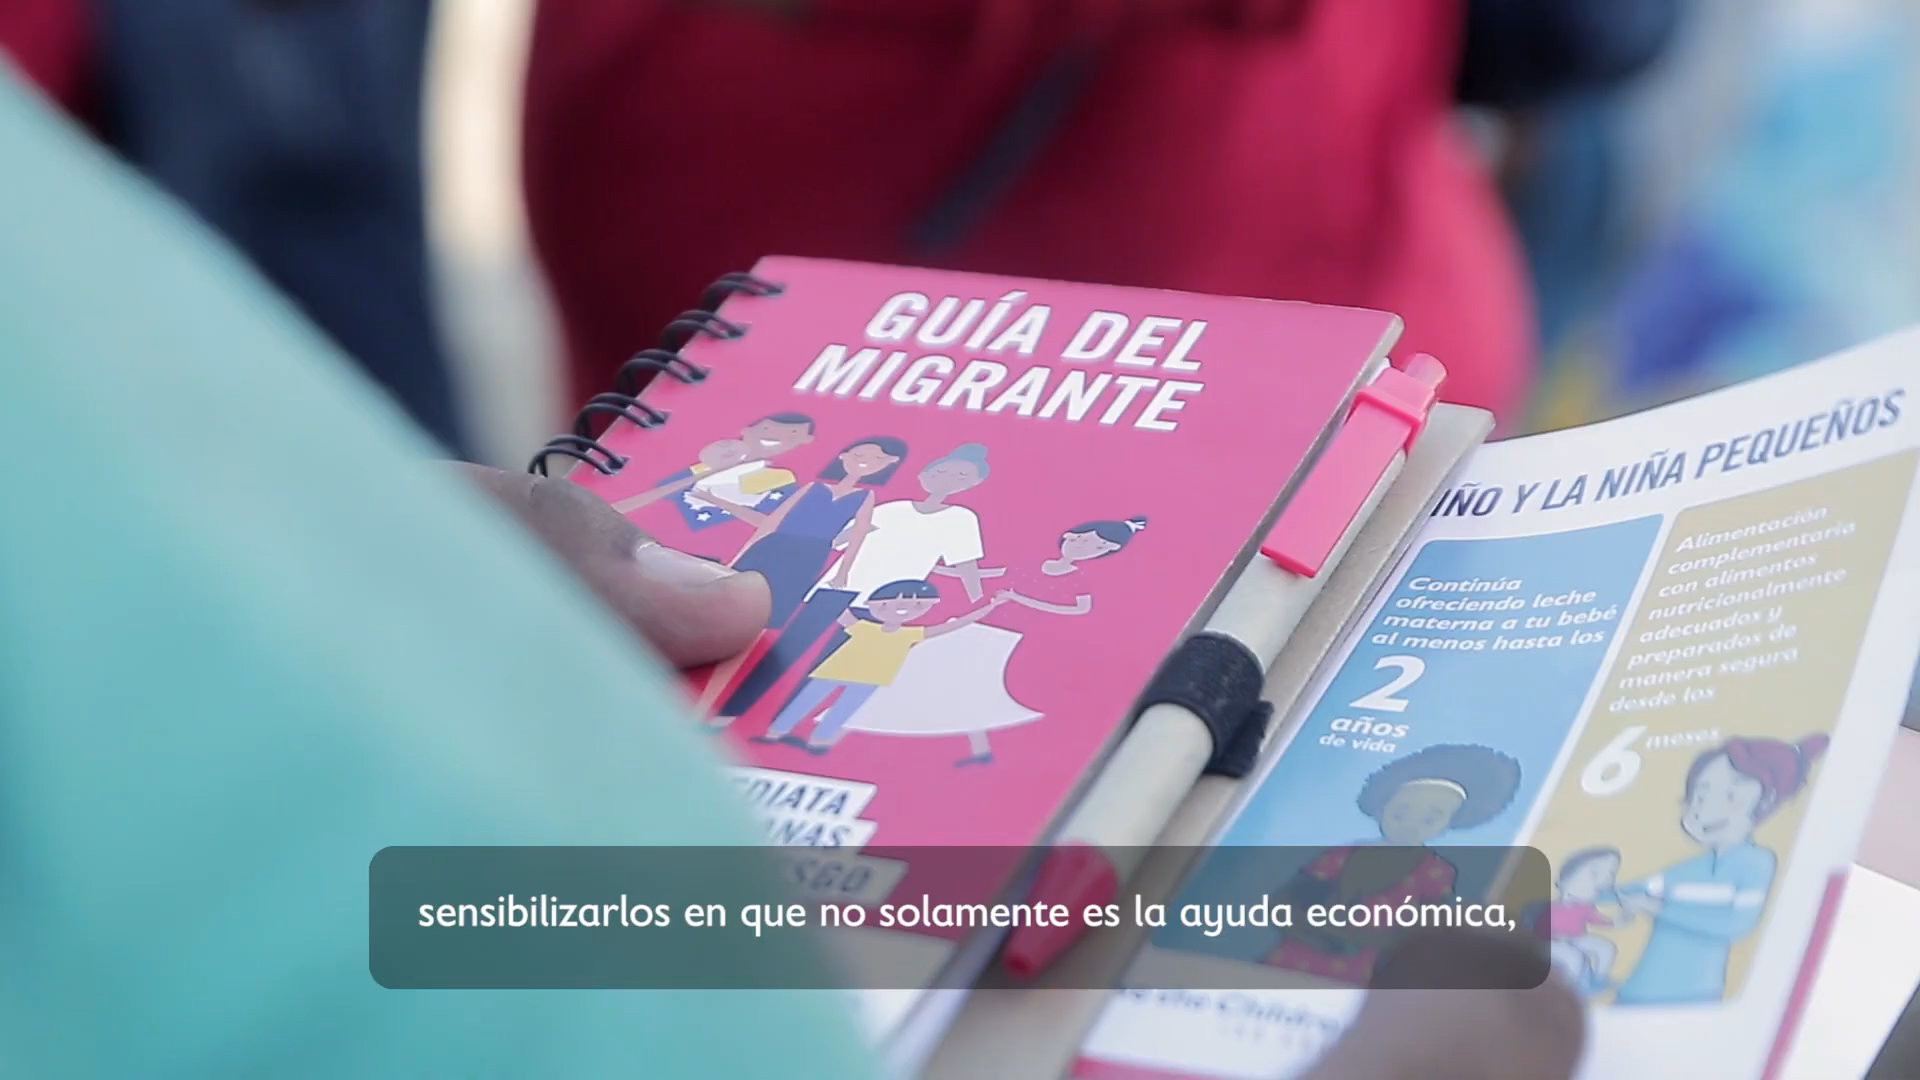 GUÍA DEL
MIGRANTE
Y LA NIÑA PEQUEÑOS
Continúa
ofreciendo leche
materna a tu bebé
al menos hasta los
2
años
de vida
Alimentación
complementaria
con alimentos
nutricionalmente
adecuados y
preparados de
manera segura
desde los
6 meses
sensibilizarlos en que no solamente es la ayuda económica,